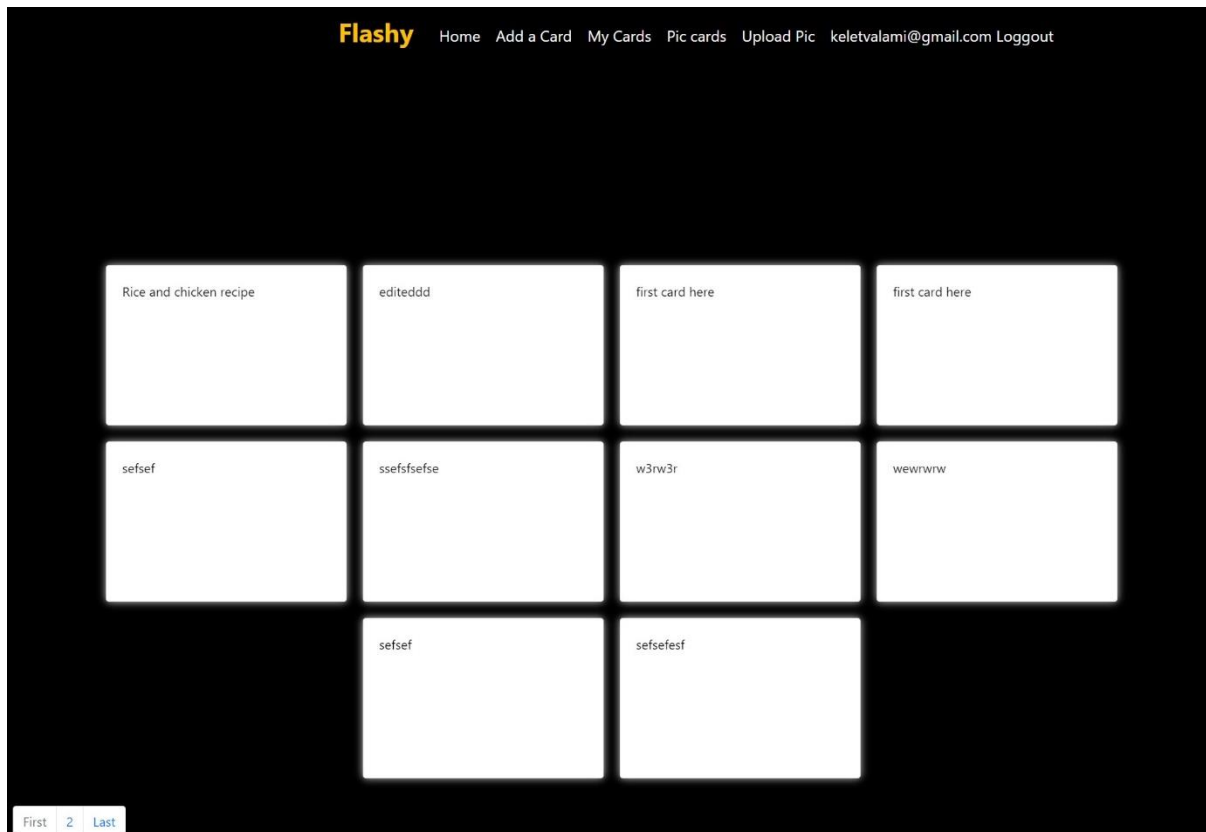 Flashy Home Add a Card My Cards Pic cards Upload Pic keletvalami@gmail.com Loggout
Rice and chicken recipe
editeddd
first card here
first card here
sefsef
ssefsfsefse
w3rw3r
wewrwrw
sefsef
sefsefesf
First 2 Last